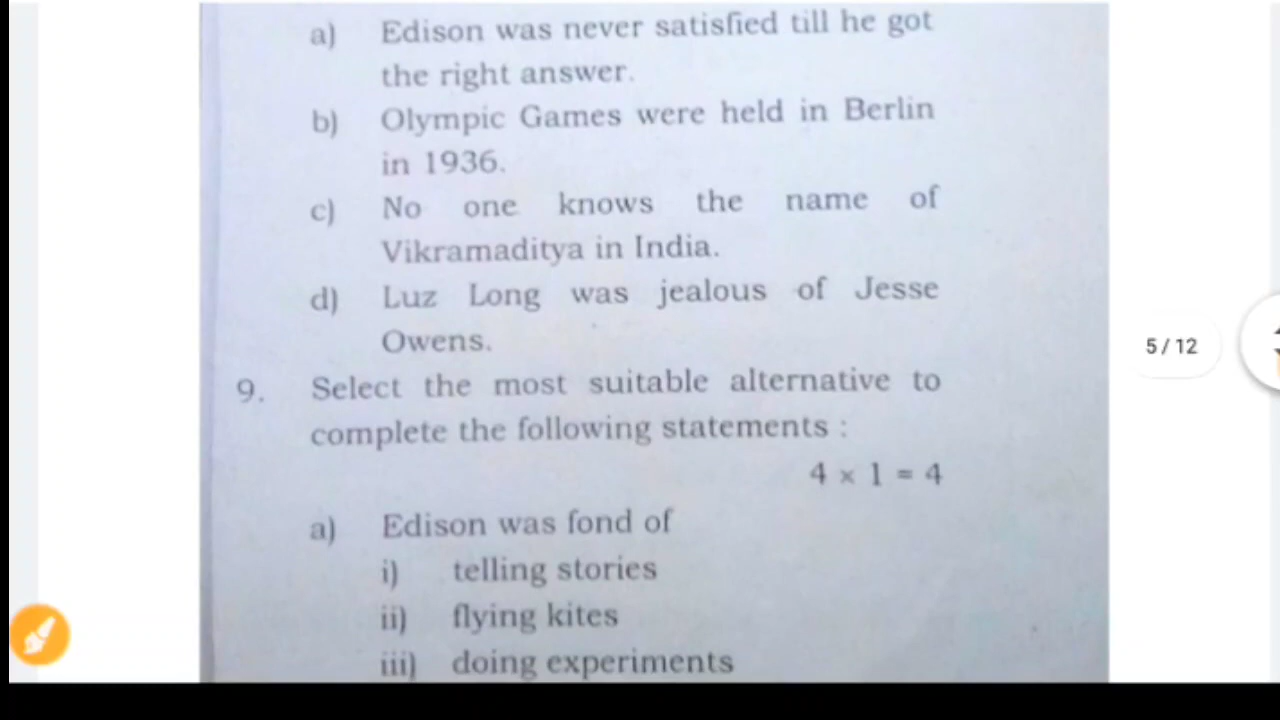 a) Edison was never satisfied till he got
the right answer.
b) Olympic Games were held in Berlin
in 1936.
c) No one knows the name of
Vikramaditya in India.
d) Luz Long was jealous of Jesse
Owens.
5 / 12
9. Select the most suitable alternative to
complete the following statements :
4 × 1 = 4
a) Edison was fond of
i) telling stories
ii) flying kites
iii) doing experiments